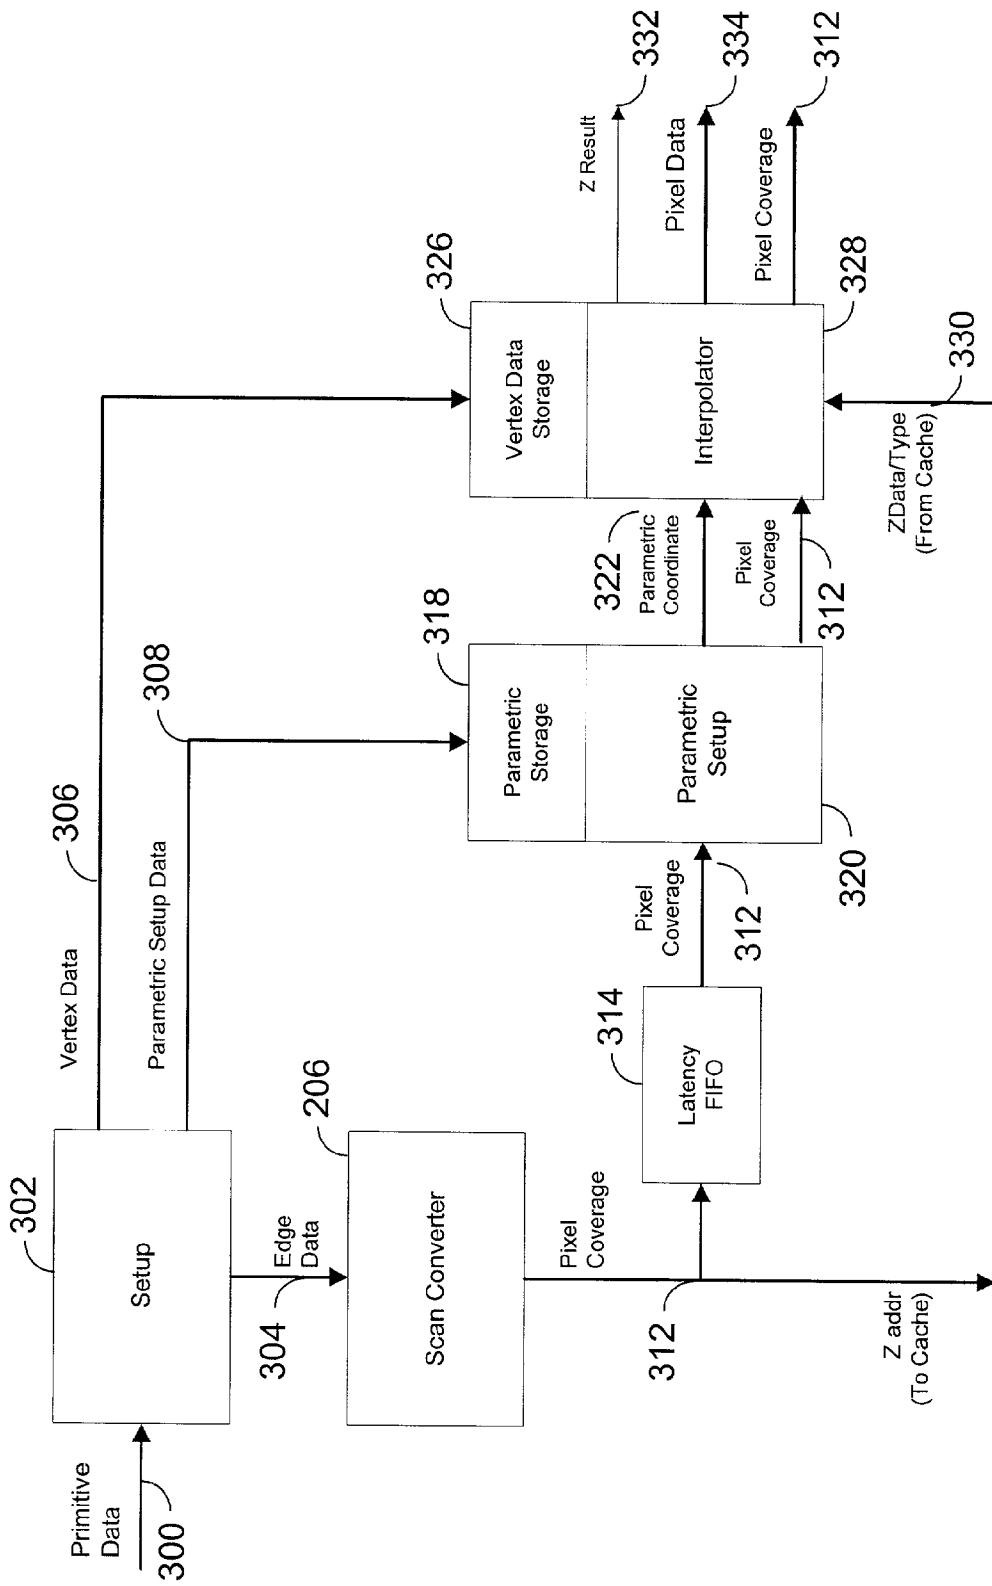 Primitive
Data
300
302
Setup
304
Edge
Data
206
Scan Converter
Vertex Data
306
Parametric Setup Data
308
Pixel
Coverage
312
Z addr
(To Cache)
314
Latency
FIFO
Pixel
Coverage
312
318
Parametric
Storage
Parametric
Setup
320
322
Parametric
Coordinate
Pixel
Coverage
312
326
Vertex Data
Storage
Interpolator
328
ZData/Type
(From Cache)
330
Z Result
332
Pixel Data
334
Pixel Coverage
312